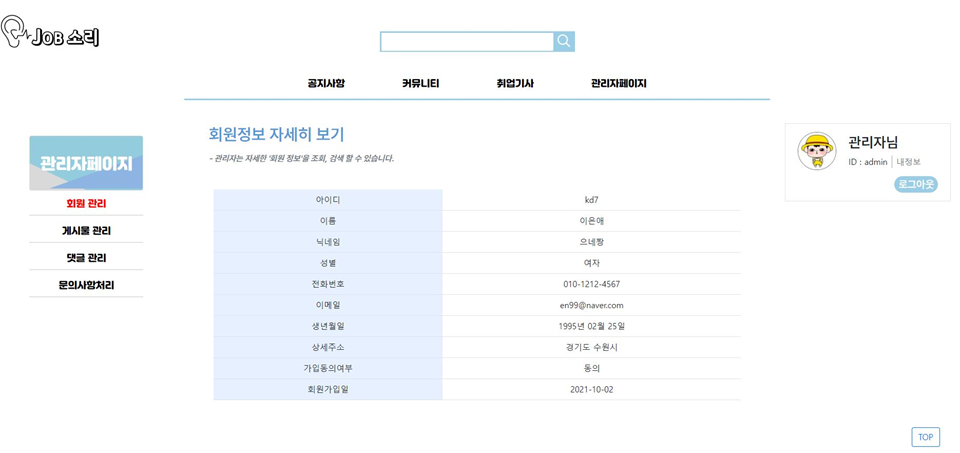 JOB 소리
공지사항 커뮤니티 취업기사 관리자페이지
관리자페이지
회원 관리
게시물 관리
댓글 관리
문의사항처리
회원정보 자세히 보기
- 관리자는 자세한 '회원 정보'을 조회, 검색 할 수 있습니다.
아이디 kd7
이름 이은애
닉네임 으네짱
성별 여자
전화번호 010-1212-4567
이메일 en99@naver.com
생년월일 1995년 02월 25일
상세주소 경기도 수원시
가입동의여부 동의
회원가입일 2021-10-02
관리자님
ID : admin 내정보
로그아웃
TOP